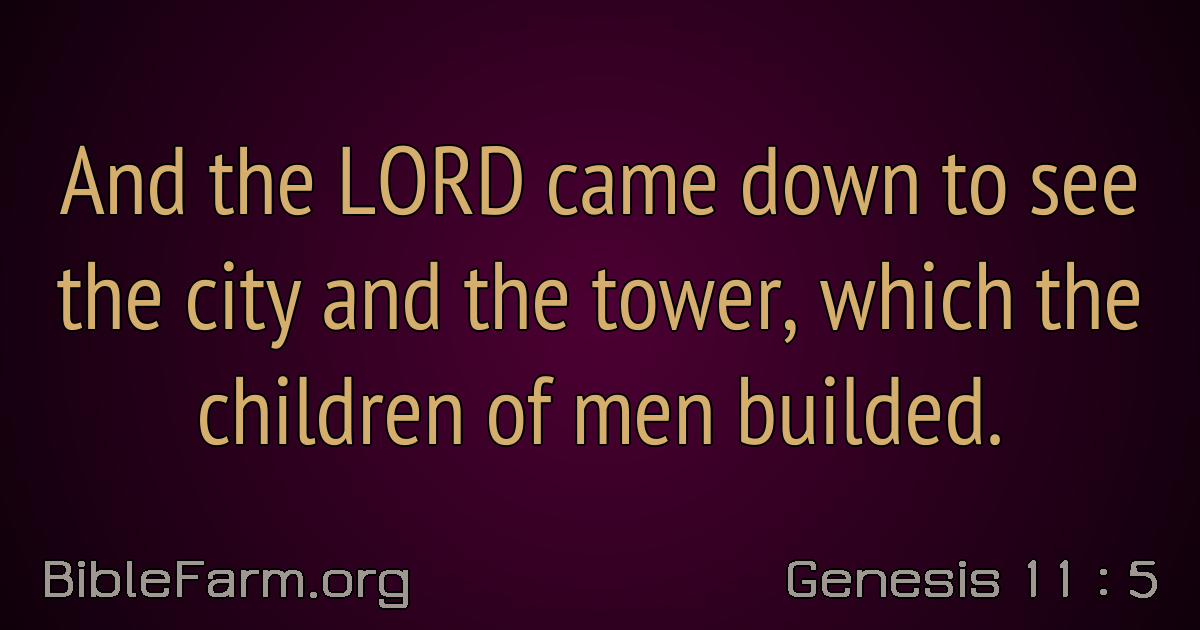 And the LORD came down to see
the city and the tower, which the
children of men builded.
BibleFarm.org
Genesis 11 : 5